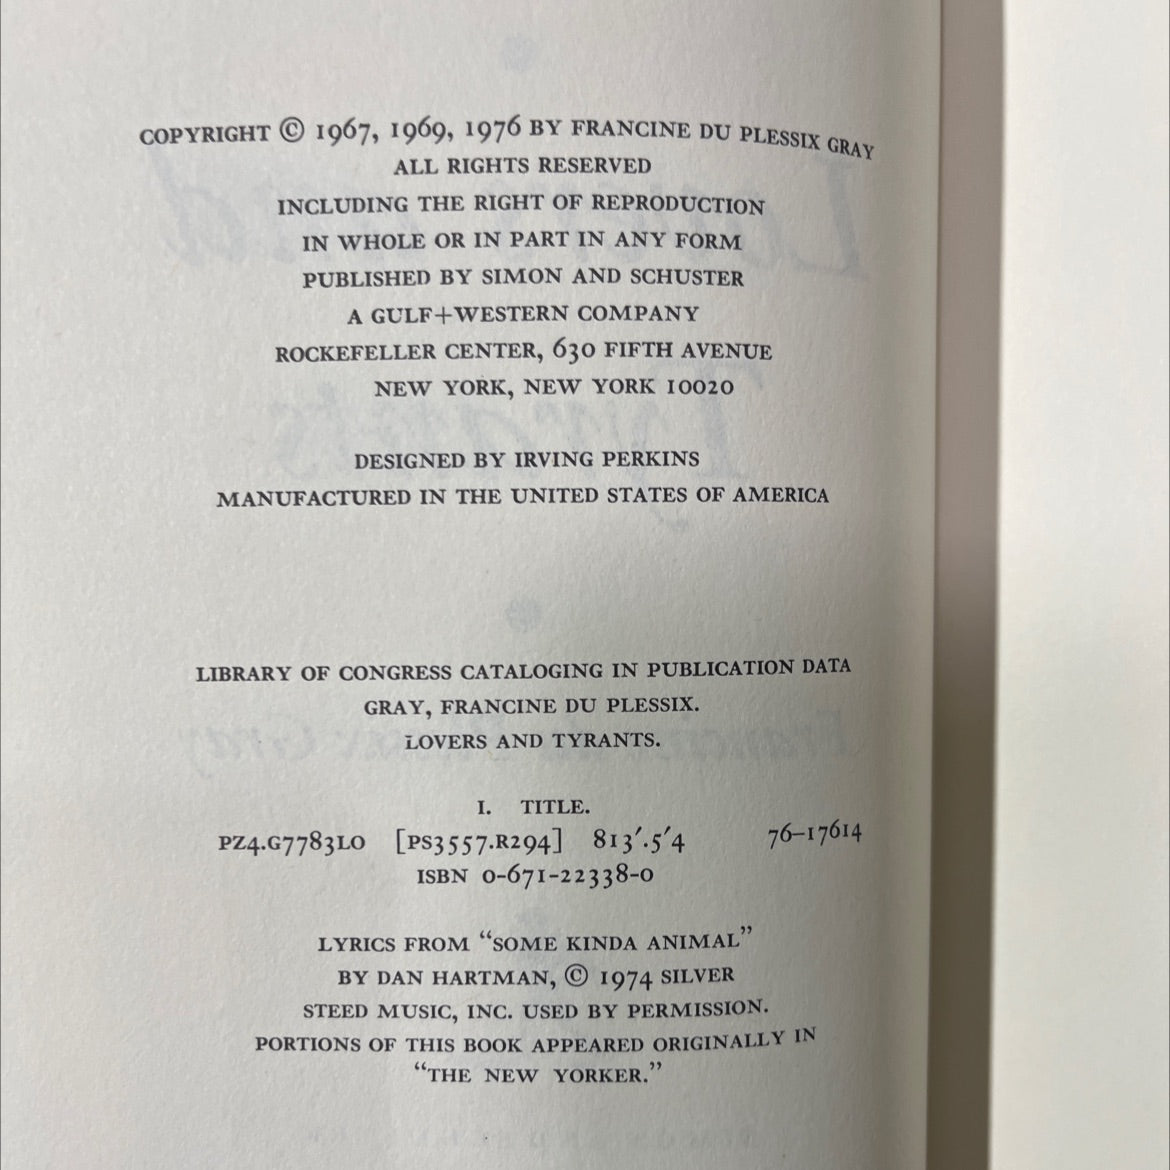 COPYRIGHT © 1967, 1969, 1976 BY FRANCINE DU PLESSIX GRAY
ALL RIGHTS RESERVED
INCLUDING THE RIGHT OF REPRODUCTION
IN WHOLE OR IN PART IN ANY FORM
PUBLISHED BY SIMON AND SCHUSTER
A GULF+WESTERN COMPANY
ROCKEFELLER CENTER, 630 FIFTH AVENUE
NEW YORK, NEW YORK 10020
DESIGNED BY IRVING PERKINS
MANUFACTURED IN THE UNITED STATES OF AMERICA
LIBRARY OF CONGRESS CATALOGING IN PUBLICATION DATA
GRAY, FRANCINE DU PLESSIX.
LOVERS AND TYRANTS.
I. TITLE.
PZ4.G7783LO [PS3557.R294] 813′.5′4 76–17614
ISBN 0-671-22338-0
LYRICS FROM “SOME KINDA ANIMAL”
BY DAN HARTMAN, © 1974 SILVER
STEED MUSIC, INC. USED BY PERMISSION.
PORTIONS OF THIS BOOK APPEARED ORIGINALLY IN
“THE NEW YORKER.”